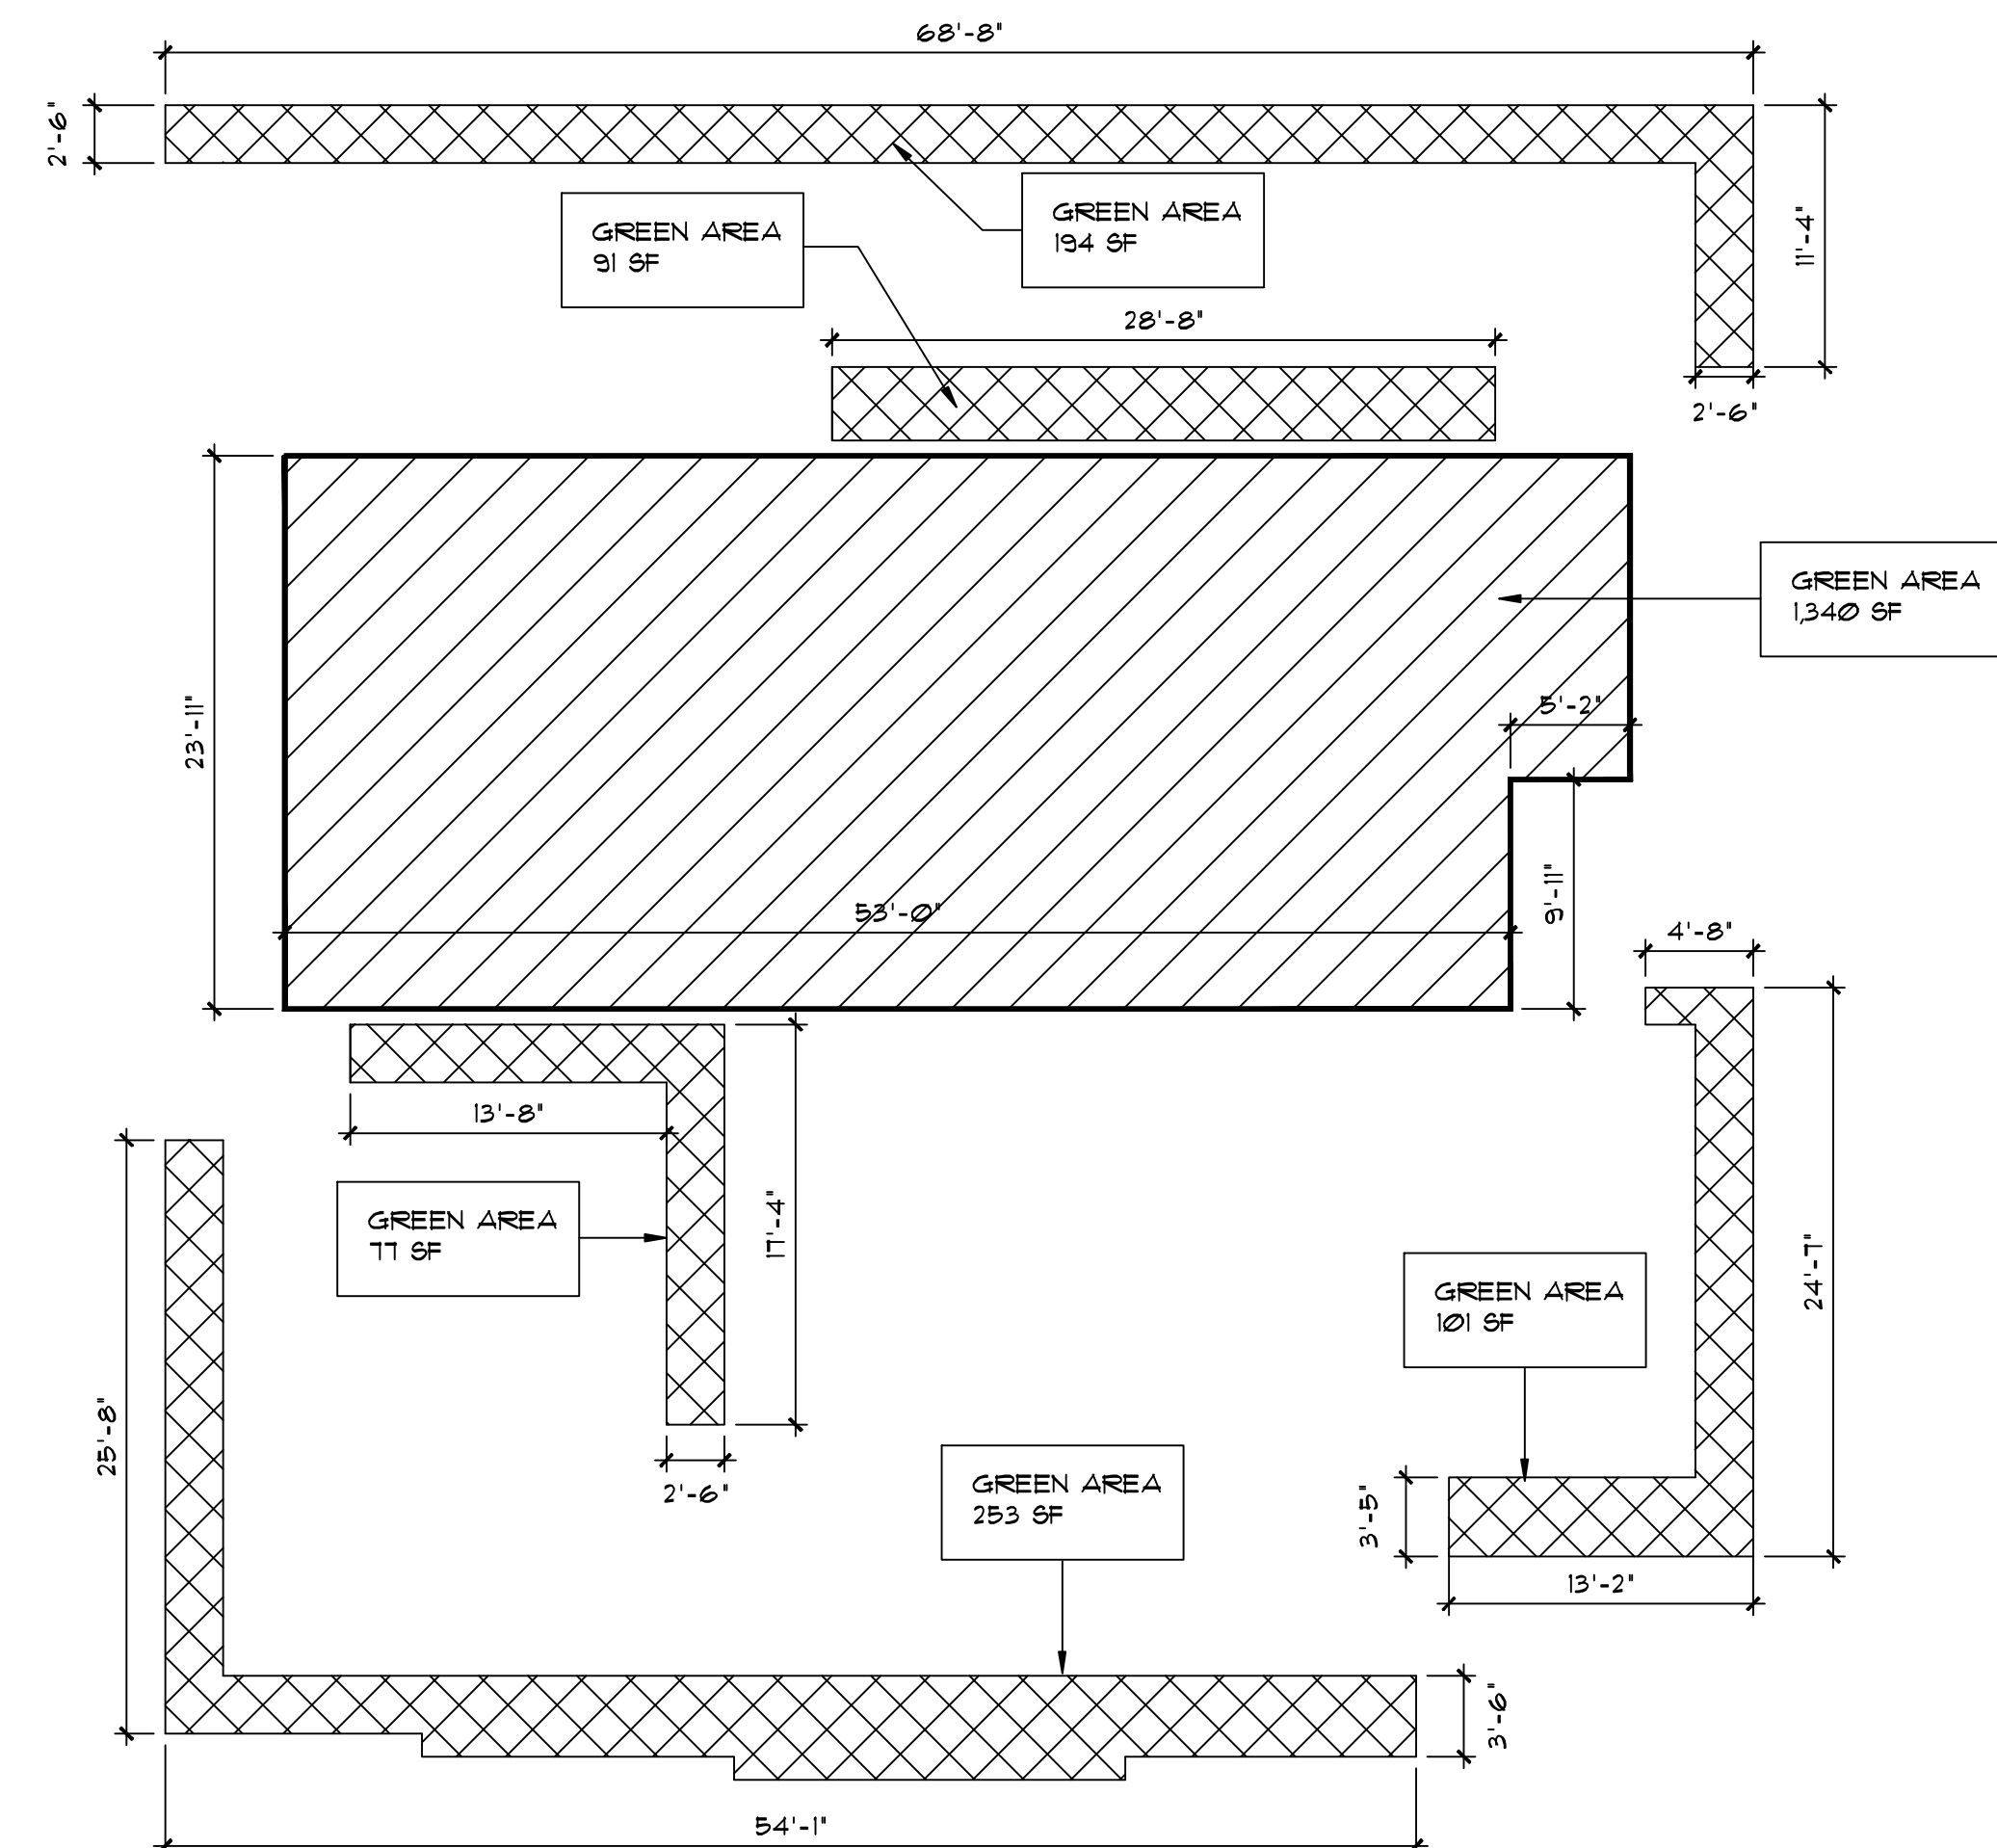 68'-8"
2'-6"
GREEN AREA
194 SF
GREEN AREA
91 SF
11'-4"
28'-8"
2'-6"
GREEN AREA
1,340 SF
5'-2"
23'-11"
9'-11"
53'-0"
4'-8"
13'-8"
GREEN AREA
77 SF
17'-4"
24'-7"
GREEN AREA
101 SF
25'-8"
2'-6"
GREEN AREA
253 SF
3'-5"
13'-2"
3'-6"
54'-1"